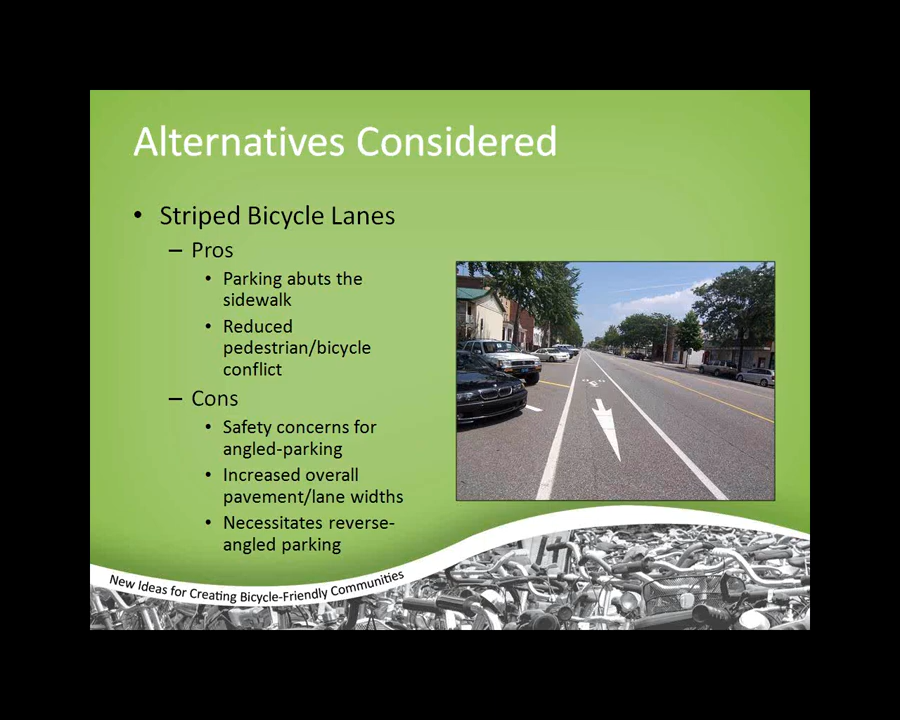 Alternatives Considered
• Striped Bicycle Lanes
– Pros
• Parking abuts the
sidewalk
• Reduced
pedestrian/bicycle
conflict
– Cons
• Safety concerns for
angled-parking
• Increased overall
pavement/lane widths
• Necessitates reverse-
angled parking
New Ideas for Creating Bicycle-Friendly Communities